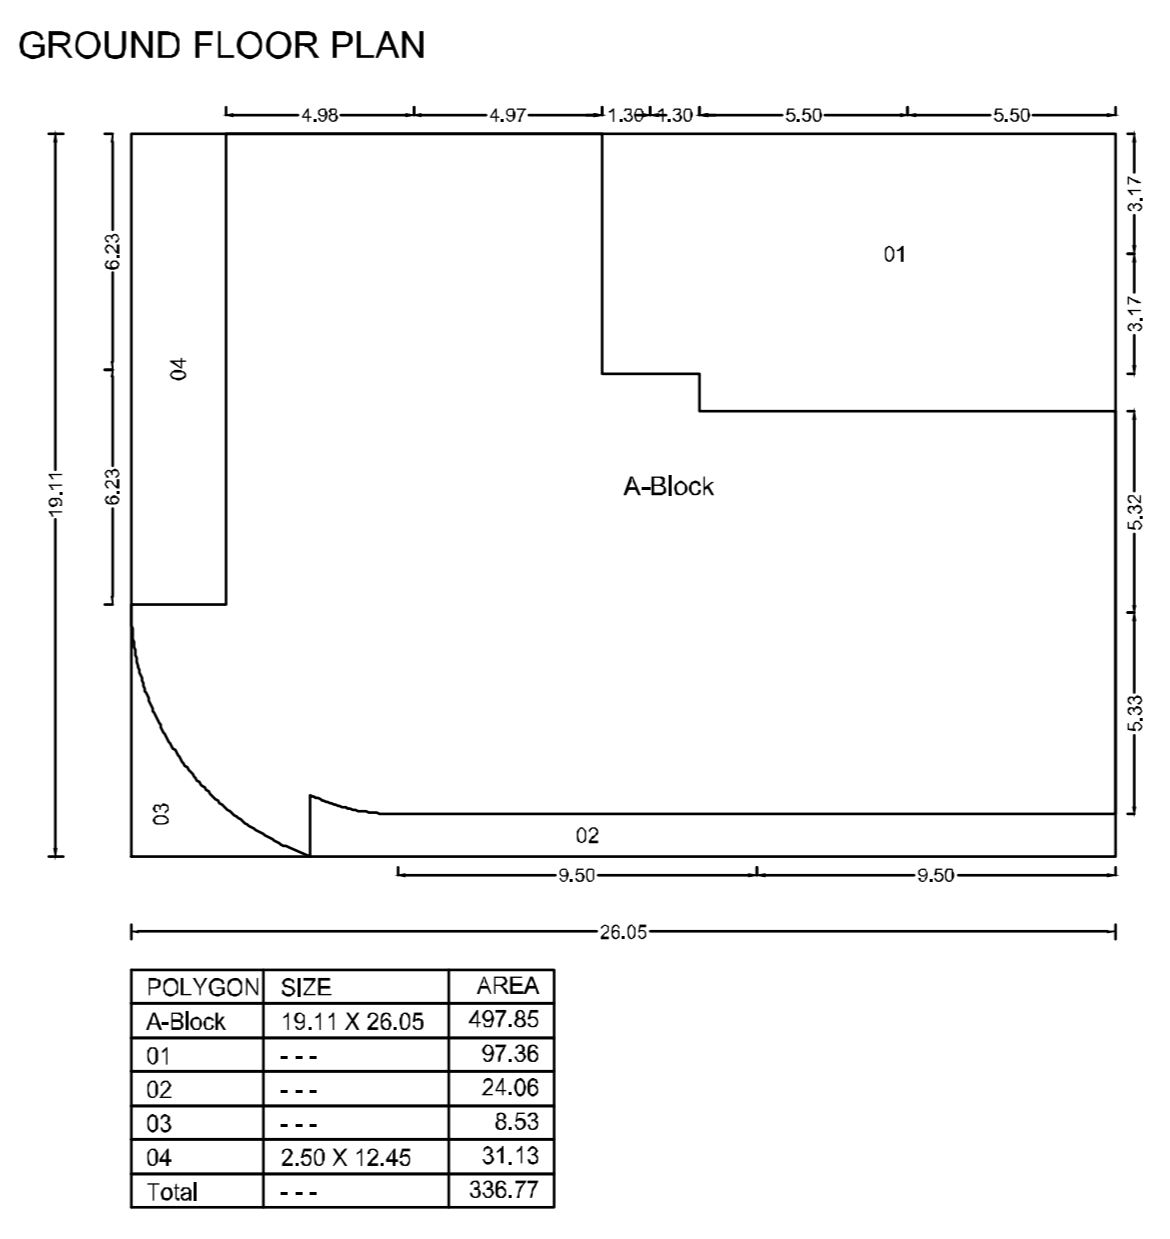 GROUND FLOOR PLAN
4.98 4.97 1.30 1.30 5.50 5.50
3.17
6.23
01
3.17
04
A-Block
19.11
6.23
5.32
5.33
03
02
9.50 9.50
26.05
POLYGON SIZE AREA
A-Block 19.11 X 26.05 497.85
01 --- 97.36
02 --- 24.06
03 --- 8.53
04 2.50 X 12.45 31.13
Total --- 336.77